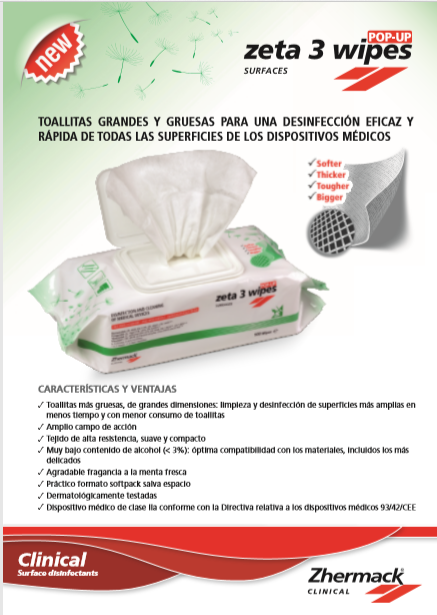 new
zeta 3 wipes
POP-UP
SURFACES
TOALLITAS GRANDES Y GRUESAS PARA UNA DESINFECCIÓN EFICAZ Y
RÁPIDA DE TODAS LAS SUPERFICIES DE LOS DISPOSITIVOS MÉDICOS
✓Softer
✓Thicker
✓Tougher
✓Bigger
zeta 3 wipes
POP-UP
CARACTERÍSTICAS Y VENTAJAS
✓ Toallitas más gruesas, de grandes dimensiones: limpieza y desinfección de superficies más amplias en
menos tiempo y con menor consumo de toallitas
✓ Amplio campo de acción
✓ Tejido de alta resistencia, suave y compacto
✓ Muy bajo contenido de alcohol (< 3%): óptima compatibilidad con los materiales, incluidos los más
delicados
✓ Agradable fragancia a la menta fresca
✓ Práctico formato softpack salva espacio
✓ Dermatológicamente testadas
✓ Dispositivo médico de clase IIa conforme con la Directiva relativa a los dispositivos médicos 93/42/CEE
Clinical
Surface disinfectants
Zhermack
CLINICAL